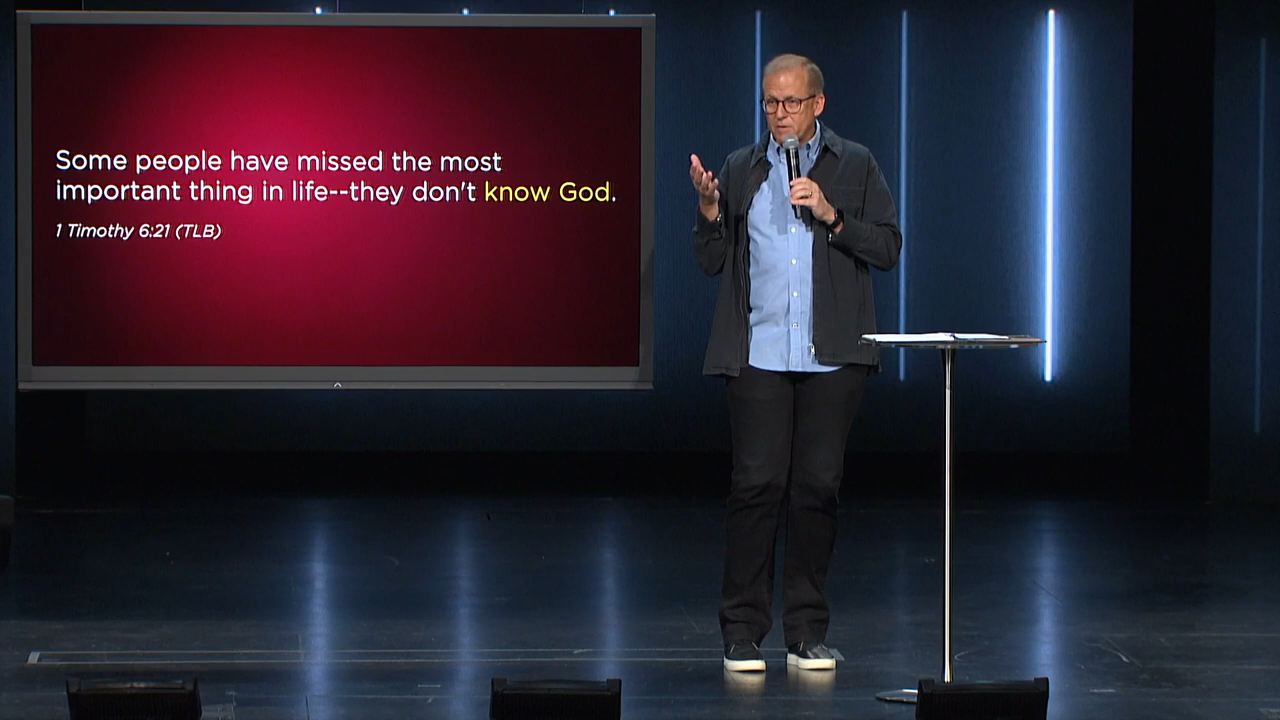 Some people have missed the most
important thing in life--they don't know God.
1 Timothy 6:21 (TLB)